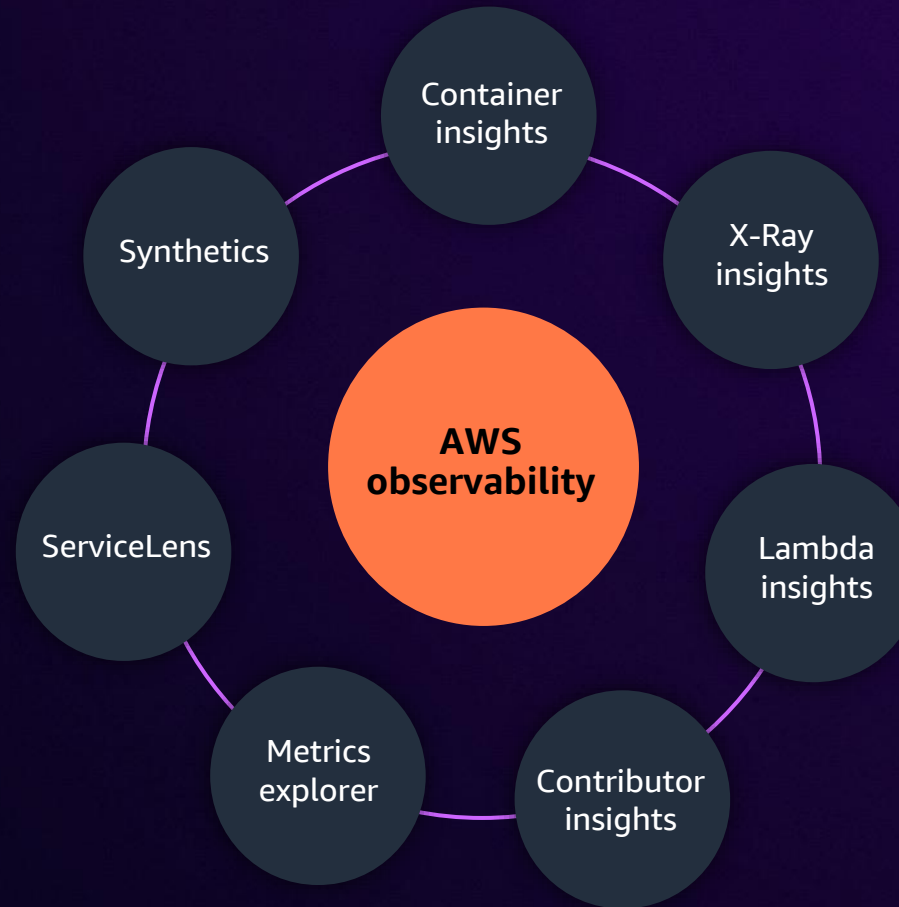 Container
insights
X-Ray
insights
Synthetics
AWS
observability
ServiceLens
Lambda
insights
Metrics
explorer
Contributor
insights